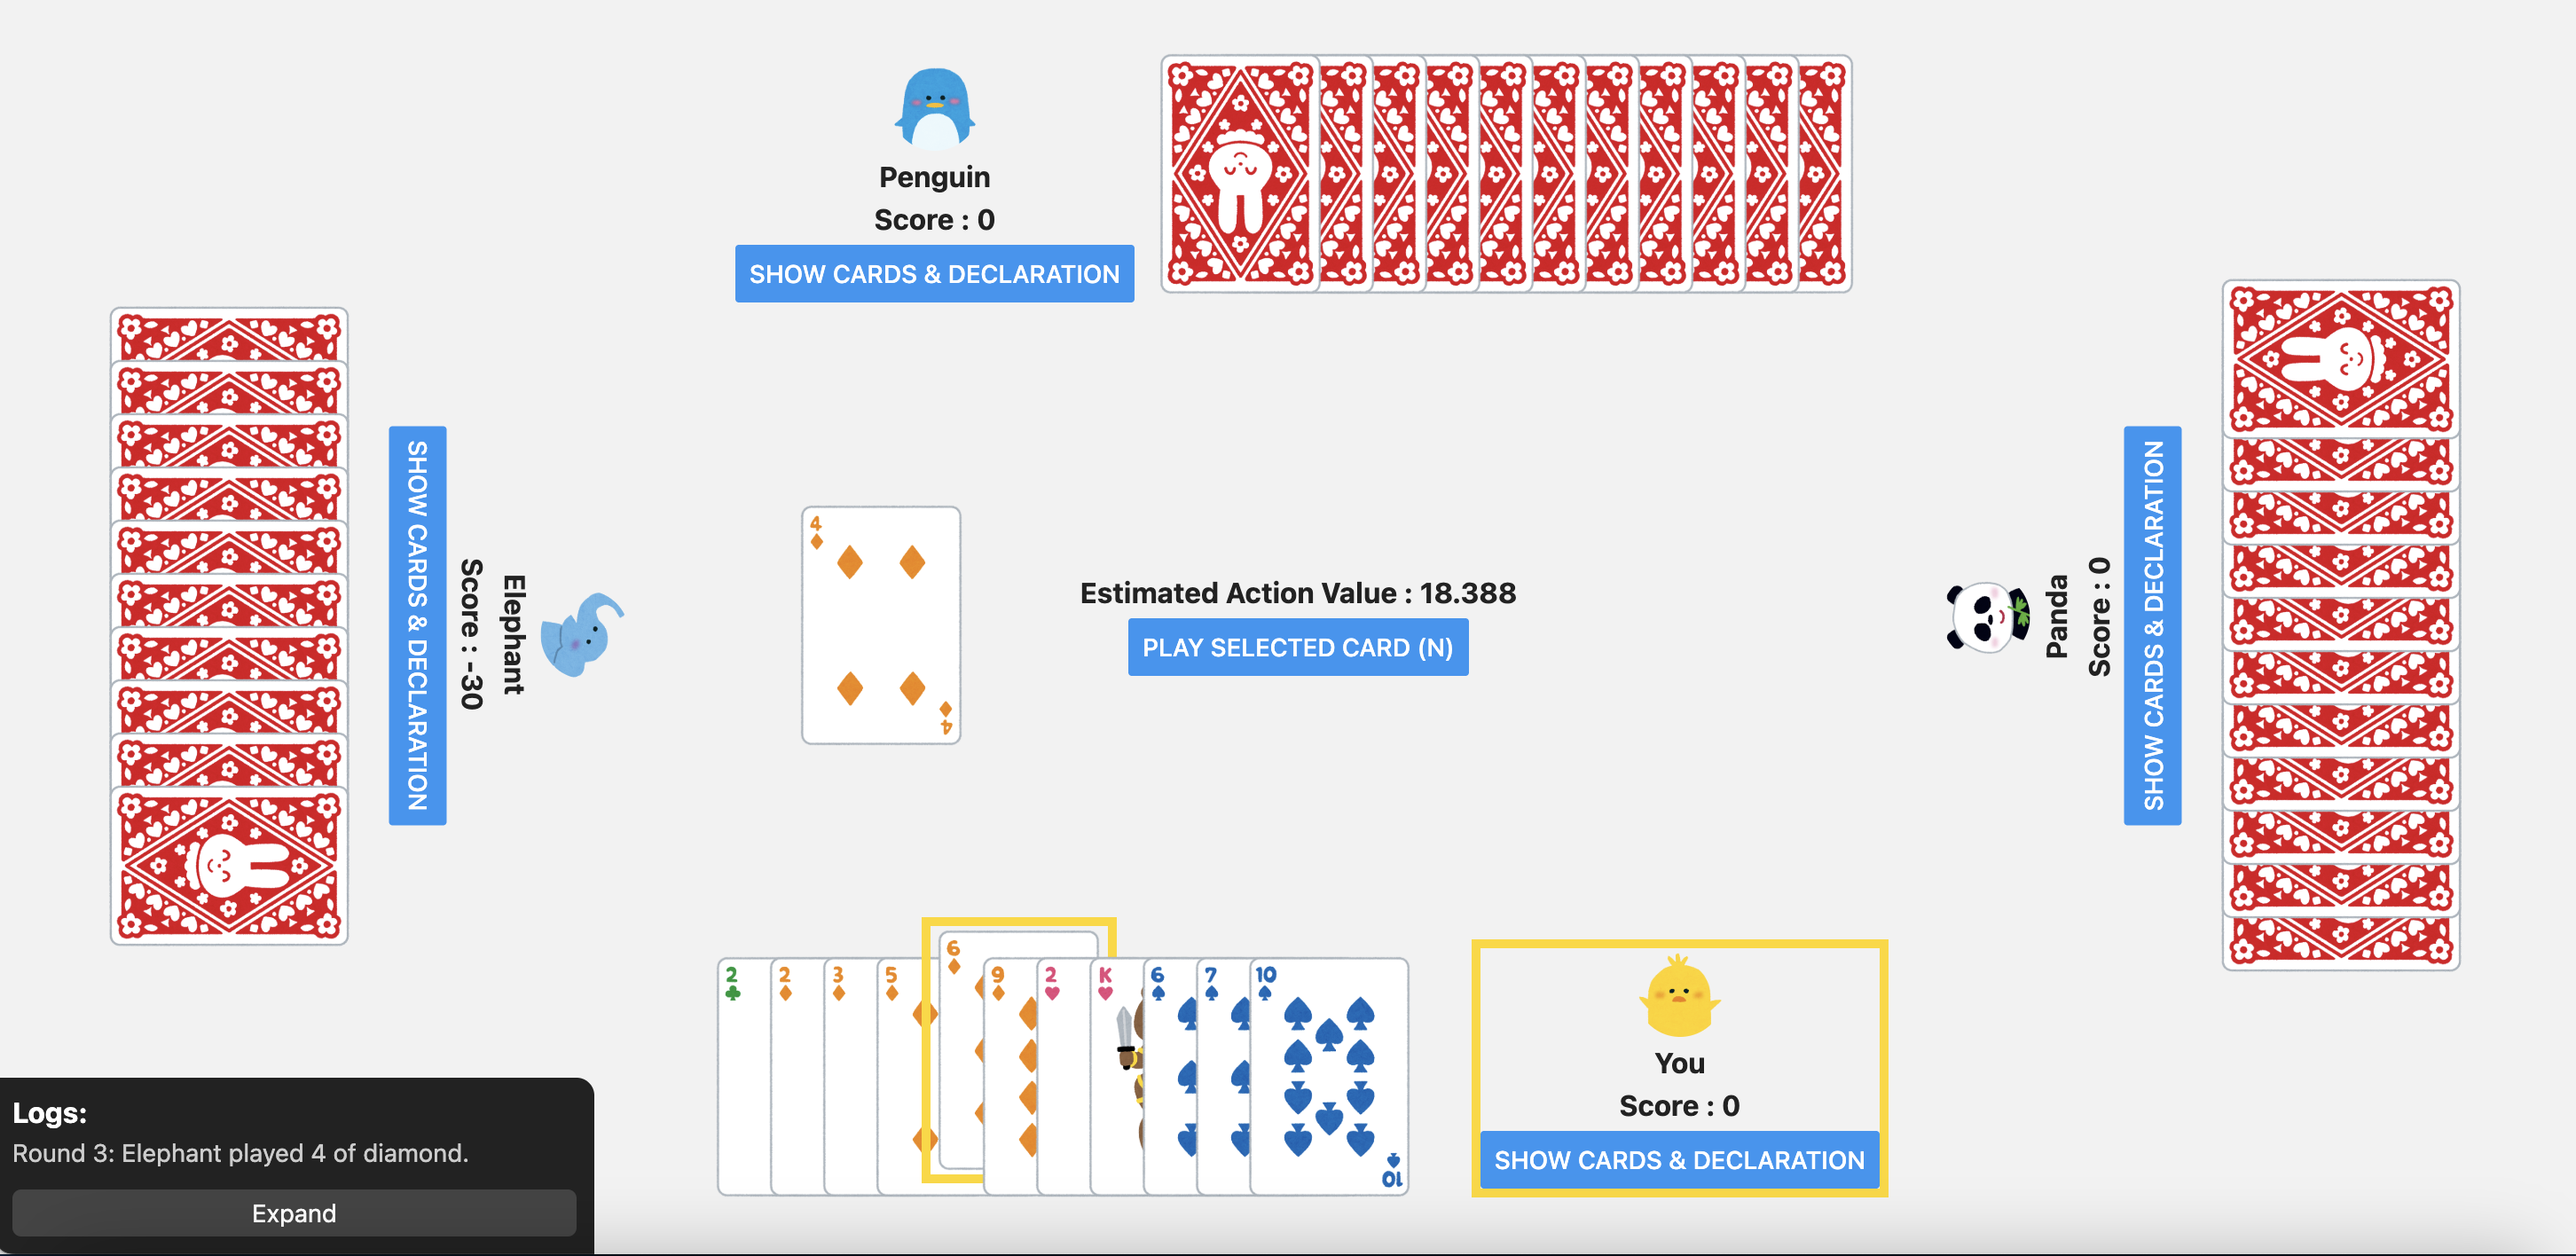 Penguin
Score : 0
SHOW CARDS & DECLARATION
SHOW CARDS & DECLARATION
Score : -30
Elephant
4
4
Estimated Action Value : 18.388
PLAY SELECTED CARD (N)
Panda
Score : 0
SHOW CARDS & DECLARATION
2
2
3
5
6
9
2
K
6
7
10
10
You
Score : 0
SHOW CARDS & DECLARATION
Logs:
Round 3: Elephant played 4 of diamond.
Expand